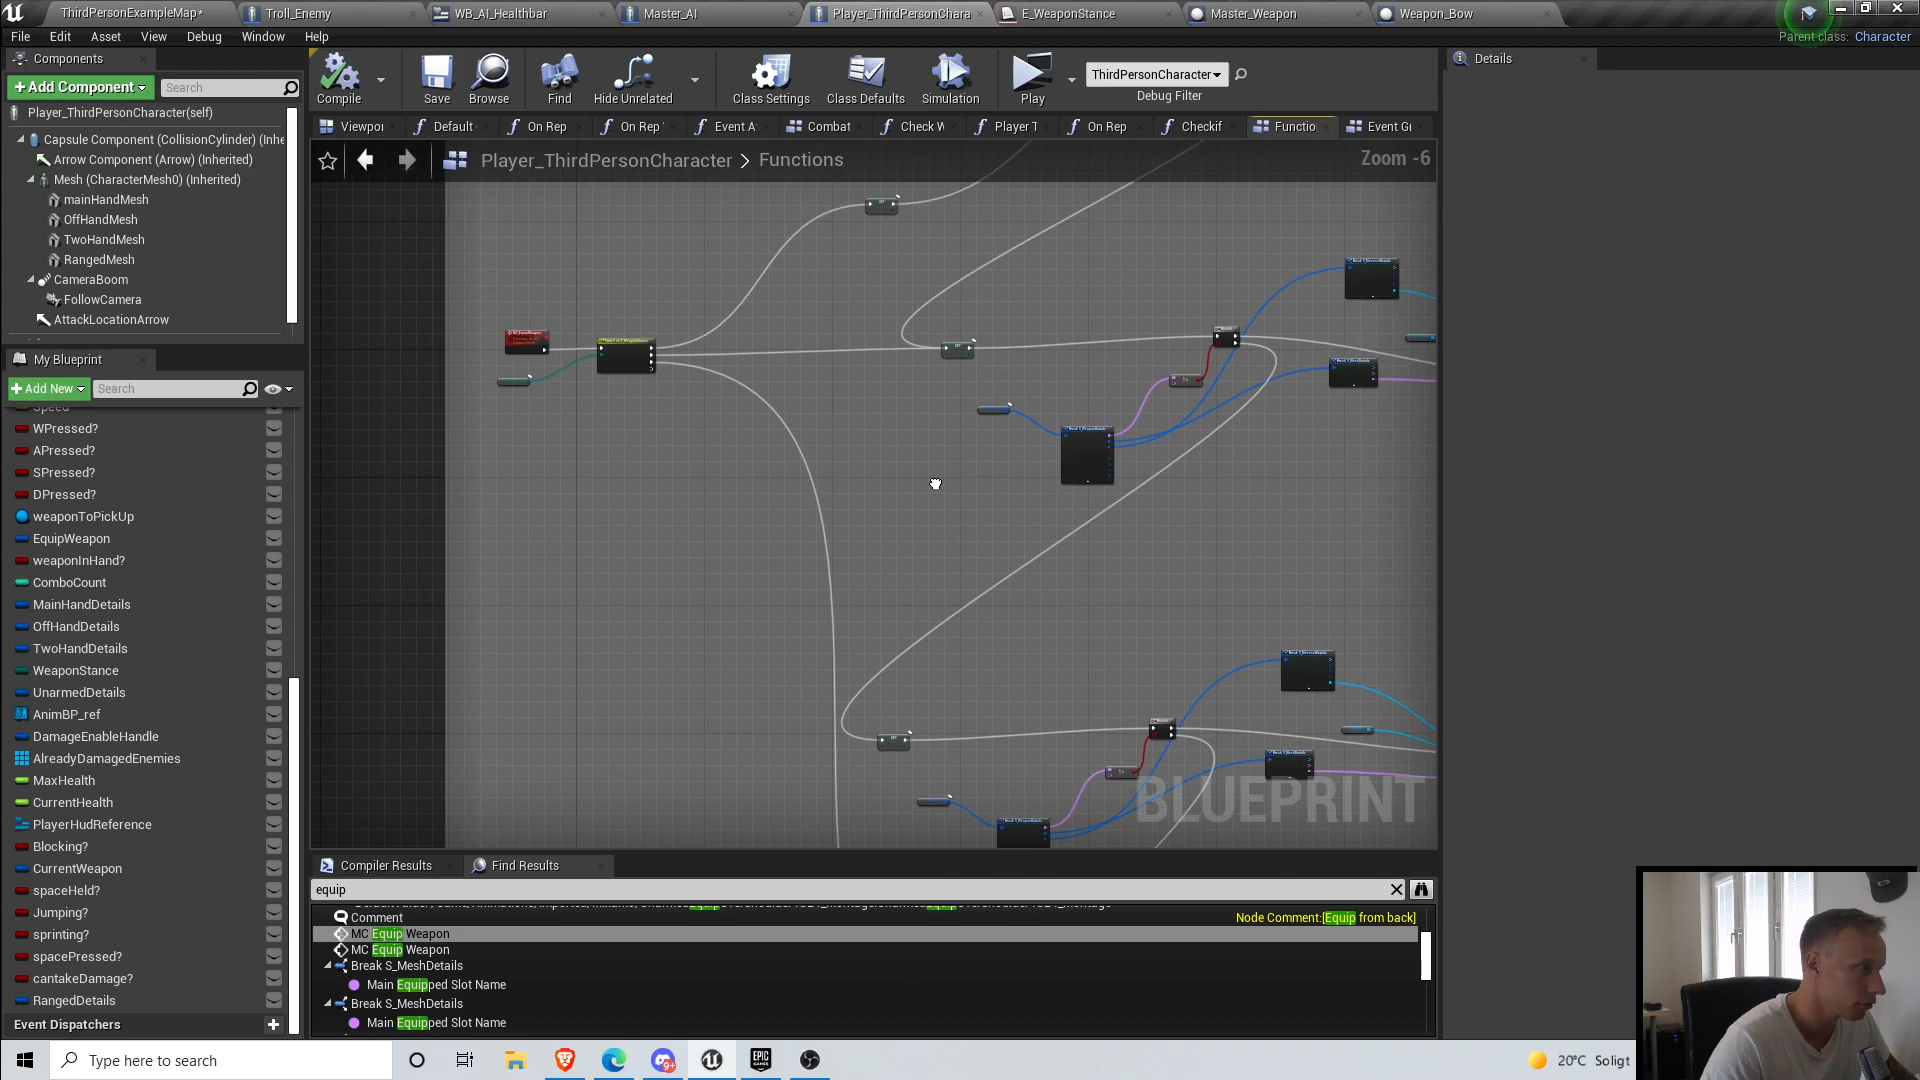 ThirdPersonExampleMap*
Troll_Enemy
WB_AI_Healthbar
Master_AI
Player_ThirdPersonChara
E_WeaponStance
Master_Weapon
Weapon_Bow
File
Edit
Asset
View
Debug
Window
Help
Parent class: Character
Components
+Add Component
Search
Player_ThirdPersonCharacter(self)
Capsule Component (CollisionCylinder) (Inhe
Arrow Component (Arrow) (Inherited)
Mesh (CharacterMesh0) (Inherited)
mainHandMesh
OffHandMesh
TwoHandMesh
RangedMesh
CameraBoom
FollowCamera
AttackLocationArrow
My Blueprint
+Add New
Search
Speed
WPressed?
APressed?
SPressed?
DPressed?
weaponToPickUp
EquipWeapon
weaponInHand?
ComboCount
MainHandDetails
OffHandDetails
TwoHandDetails
WeaponStance
UnarmedDetails
AnimBP_ref
DamageEnableHandle
AlreadyDamagedEnemies
MaxHealth
CurrentHealth
PlayerHudReference
Blocking?
CurrentWeapon
spaceHeld?
Jumping?
sprinting?
spacePressed?
cantakeDamage?
RangedDetails
Event Dispatchers
Compile
Save
Browse
Find
Hide Unrelated
Class Settings
Class Defaults
Simulation
Play
ThirdPersonCharacter
Debug Filter
Viewpor
Default
On Rep
On Rep
Event A
Combat
Check W
Player T
On Rep
Checkif
Functio
Event Gr
Player_ThirdPersonCharacter > Functions
Zoom -6
BLUEPRINT
Details
Compiler Results
Find Results
equip
Comment
Node Comment:[Equip from back]
MC Equip Weapon
MC Equip Weapon
Break S_MeshDetails
Main Equipped Slot Name
Break S_MeshDetails
Main Equipped Slot Name
Type here to search
9+
EPIC
GAMES
20°C Soligt